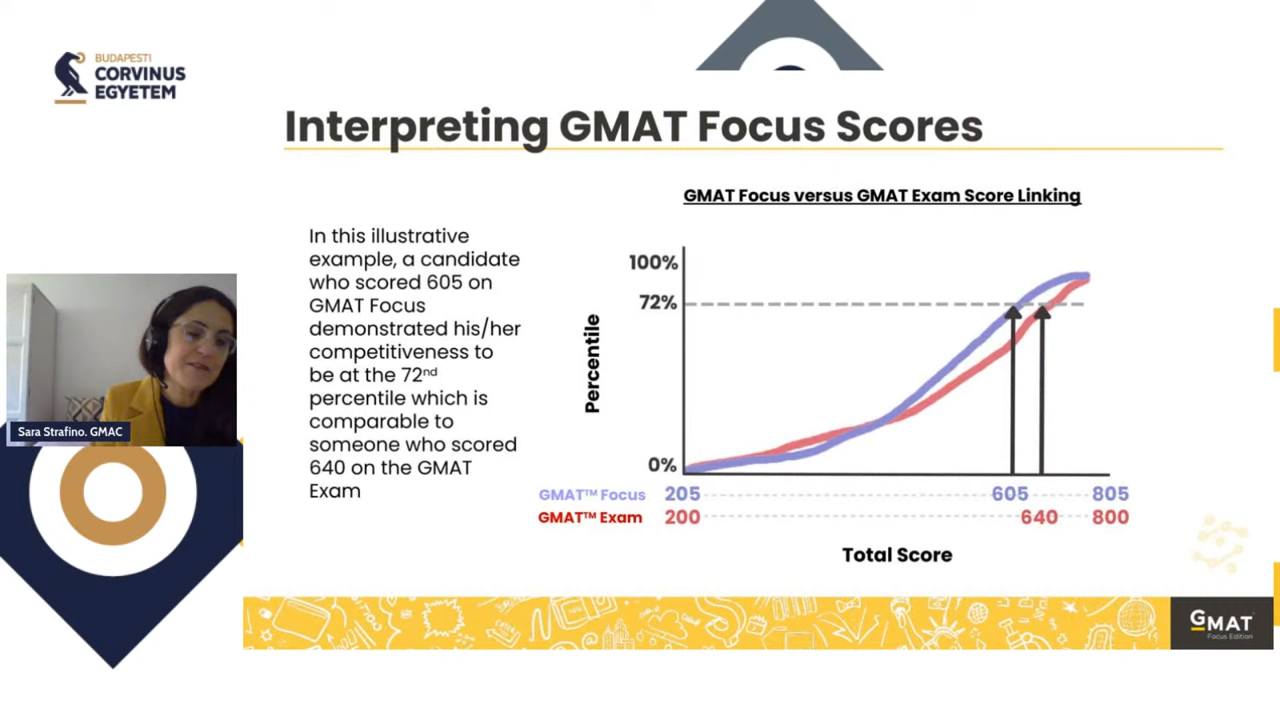 BUDAPESTI
CORVINUS
EGYETEM
Interpreting GMAT Focus Scores
In this illustrative
example, a candidate
who scored 605 on
GMAT Focus
demonstrated his/her
competitiveness to
be at the 72nd
percentile which is
comparable to
someone who scored
640 on the GMAT
Exam
GMAT Focus versus GMAT Exam Score Linking
Percentile
100%
72%
0%
GMAT™ Focus 205 605 805
GMAT™ Exam 200 640 800
Total Score
Sara Strafino. GMAC
GMAT
Focus Edition